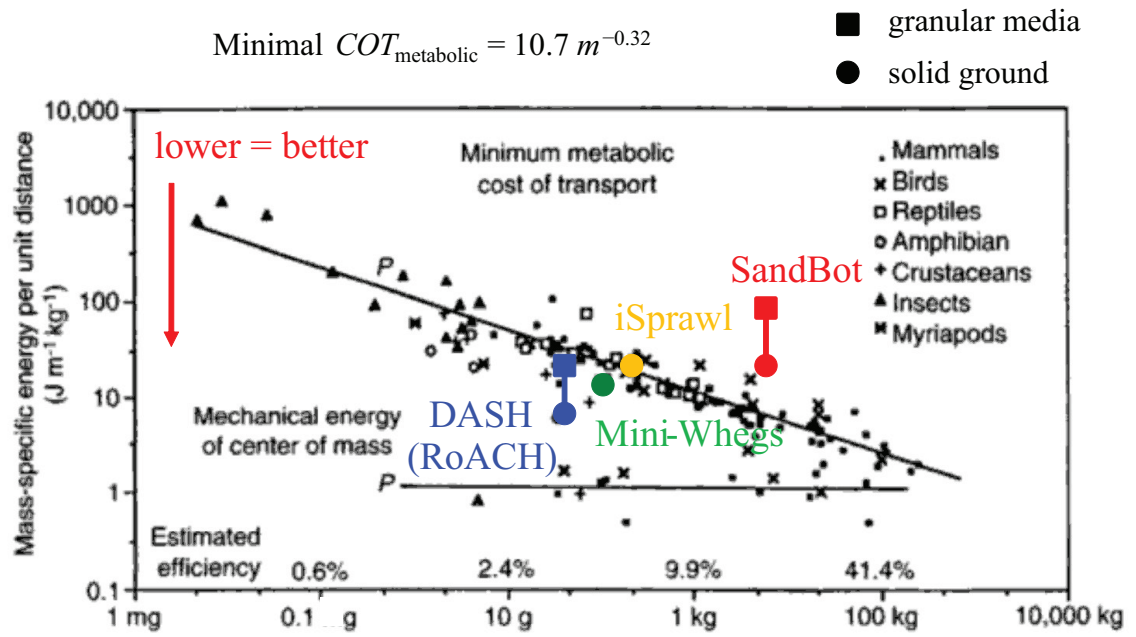 Minimal COT_metabolic = 10.7 m^−0.32
granular media
solid ground
10,000
1000
100
10
1
0.1
Mass-specific energy per unit distance
(J m⁻¹ kg⁻¹)
lower = better
Minimum metabolic
cost of transport
Mammals
Birds
Reptiles
Amphibian
Crustaceans
Insects
Myriapods
P
SandBot
iSprawl
DASH
(RoACH)
Mini-Whegs
Mechanical energy
of center of mass
P
Estimated
efficiency
0.6%
2.4%
9.9%
41.4%
1 mg
0.1 g
10 g
1 kg
100 kg
10,000 kg